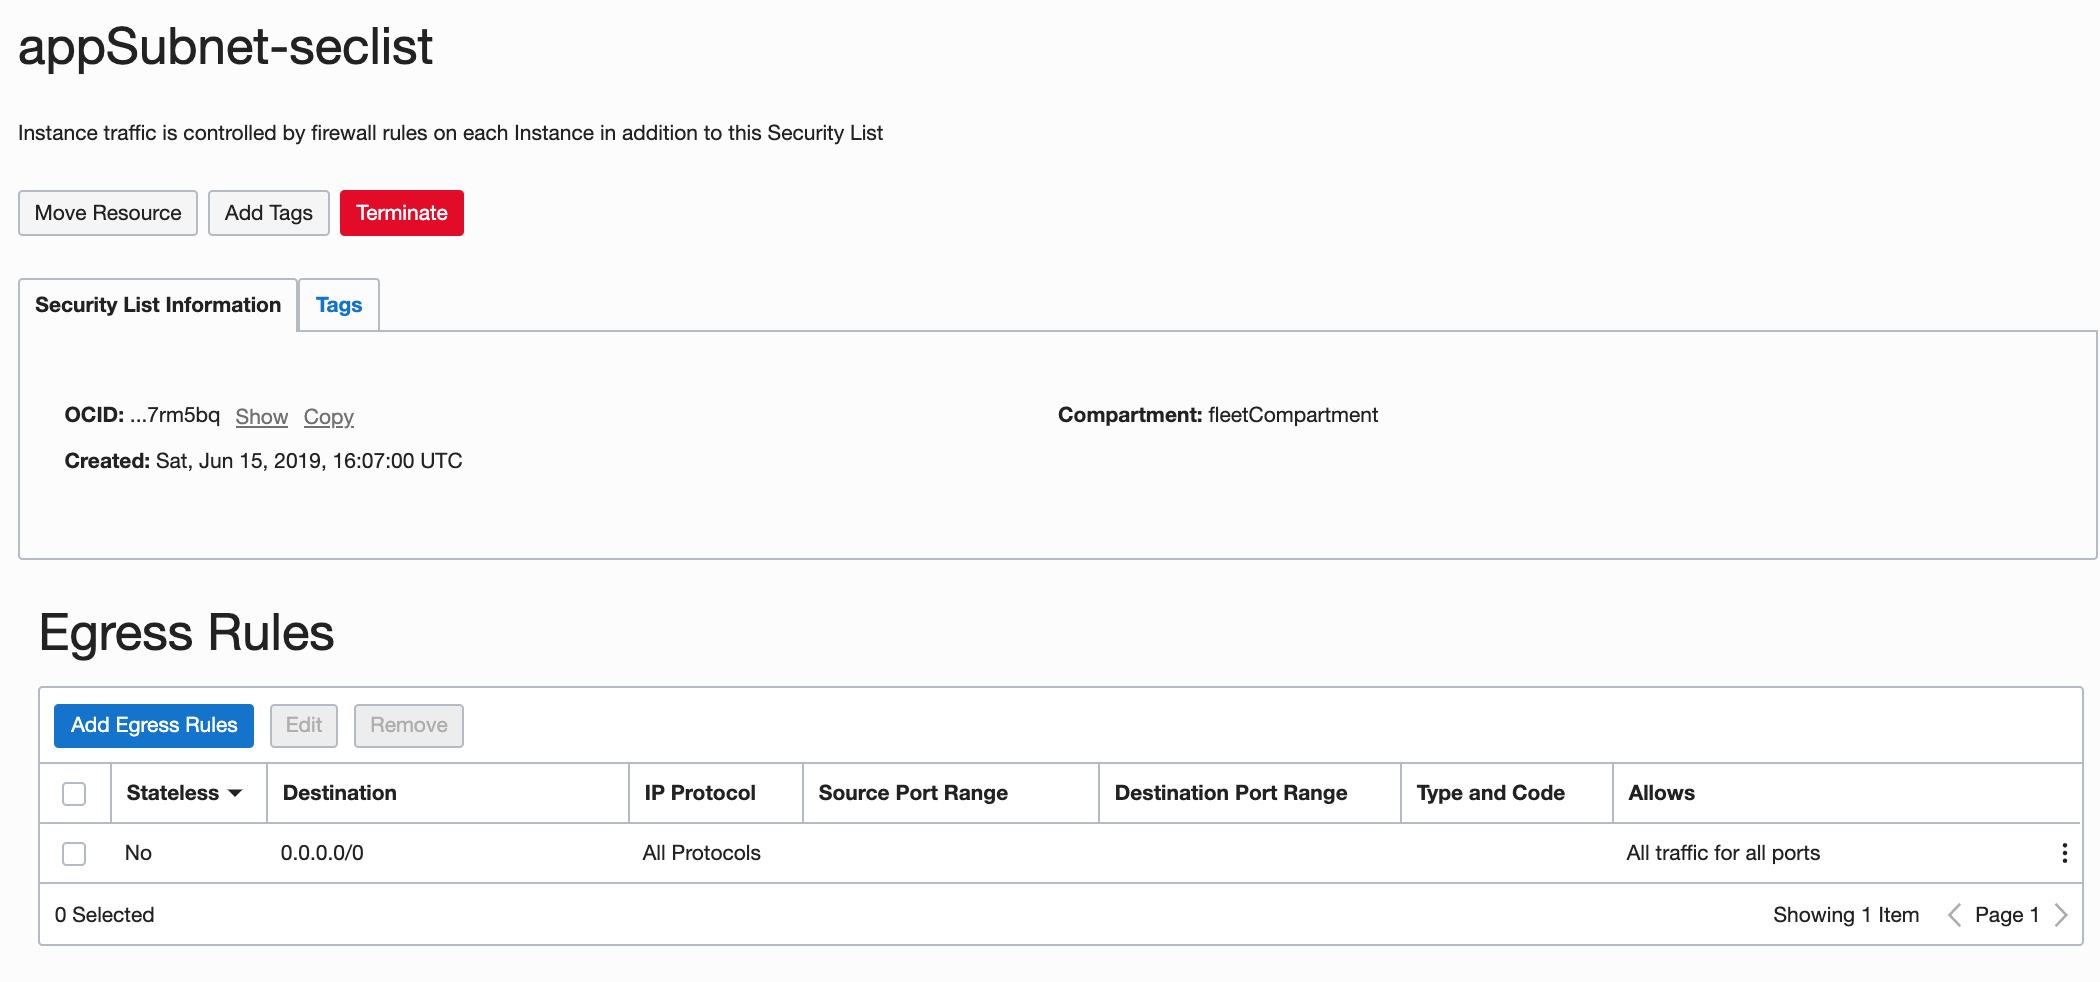 appSubnet-seclist
Instance traffic is controlled by firewall rules on each Instance in addition to this Security List
Move Resource Add Tags Terminate
Security List Information Tags
OCID: ...7rm5bq Show Copy Compartment: fleetCompartment
Created: Sat, Jun 15, 2019, 16:07:00 UTC
Egress Rules
Add Egress Rules Edit Remove
Stateless Destination IP Protocol Source Port Range Destination Port Range Type and Code Allows
No 0.0.0.0/0 All Protocols All traffic for all ports
0 Selected Showing 1 Item Page 1